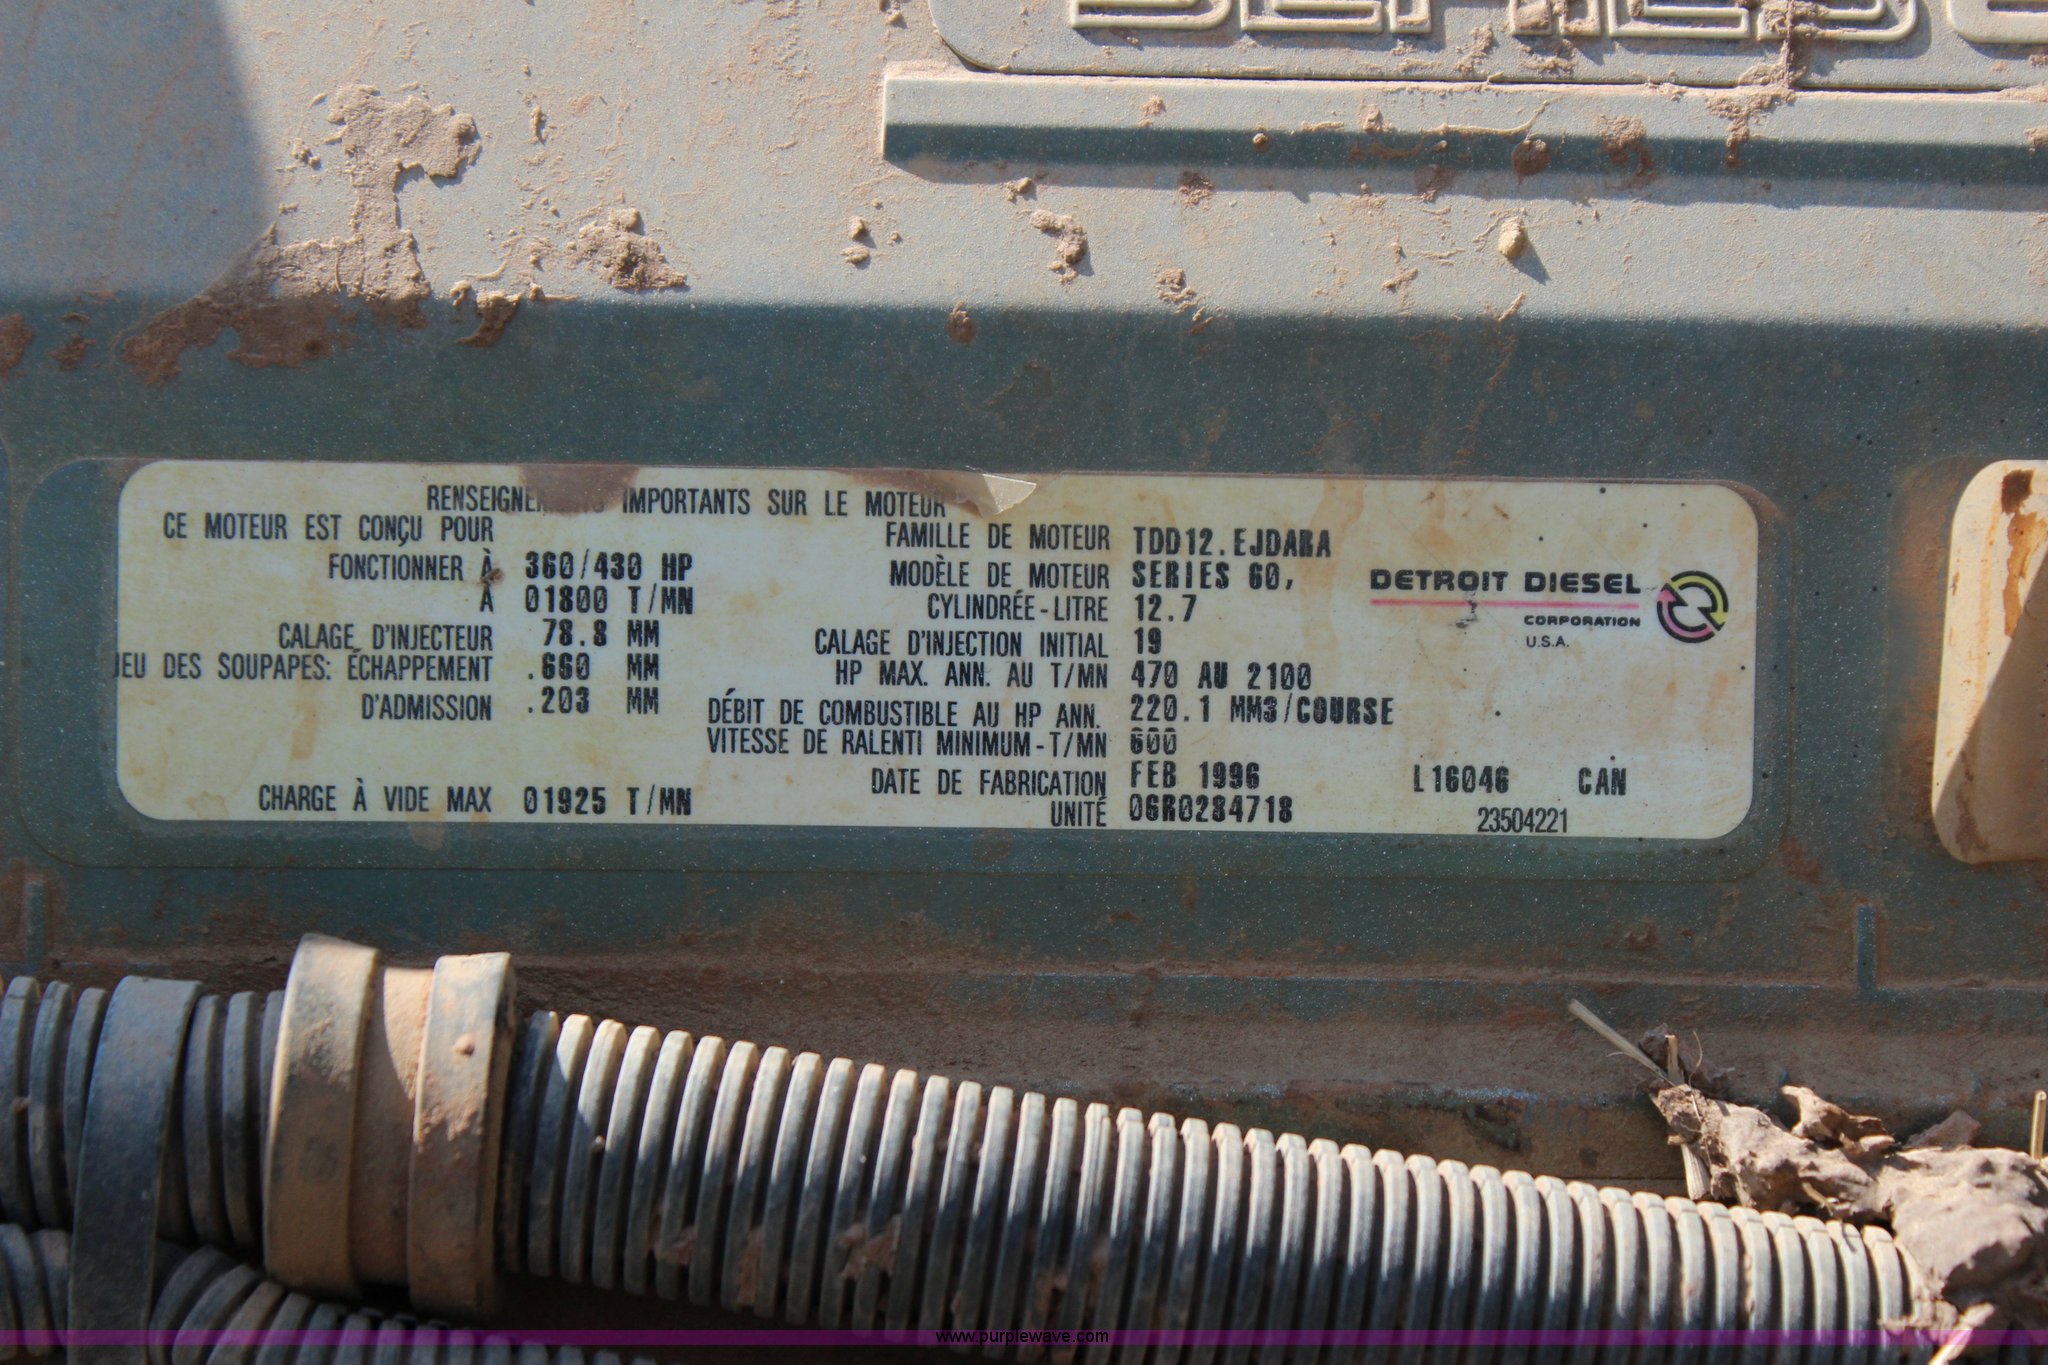 RENSEIGNEMENTS IMPORTANTS SUR LE MOTEUR
CE MOTEUR EST CONÇU POUR
FONCTIONNER À 360/430 HP
À 01800 T/MN
CALAGE D'INJECTEUR 78.8 MM
JEU DES SOUPAPES: ÉCHAPPEMENT .660 MM
D'ADMISSION .203 MM
CHARGE À VIDE MAX 01925 T/MN
FAMILLE DE MOTEUR TDD12.EJDARA
MODÈLE DE MOTEUR SERIES 60,
CYLINDRÉE-LITRE 12.7
CALAGE D'INJECTION INITIAL 19
HP MAX. ANN. AU T/MN 470 AU 2100
DÉBIT DE COMBUSTIBLE AU HP ANN. 220.1 MM3/COURSE
VITESSE DE RALENTI MINIMUM-T/MN 600
DATE DE FABRICATION FEB 1996
UNITÉ 06R0284718
DETROIT DIESEL
CORPORATION
U.S.A.
L16046 CAN
23504221
www.purplewave.com